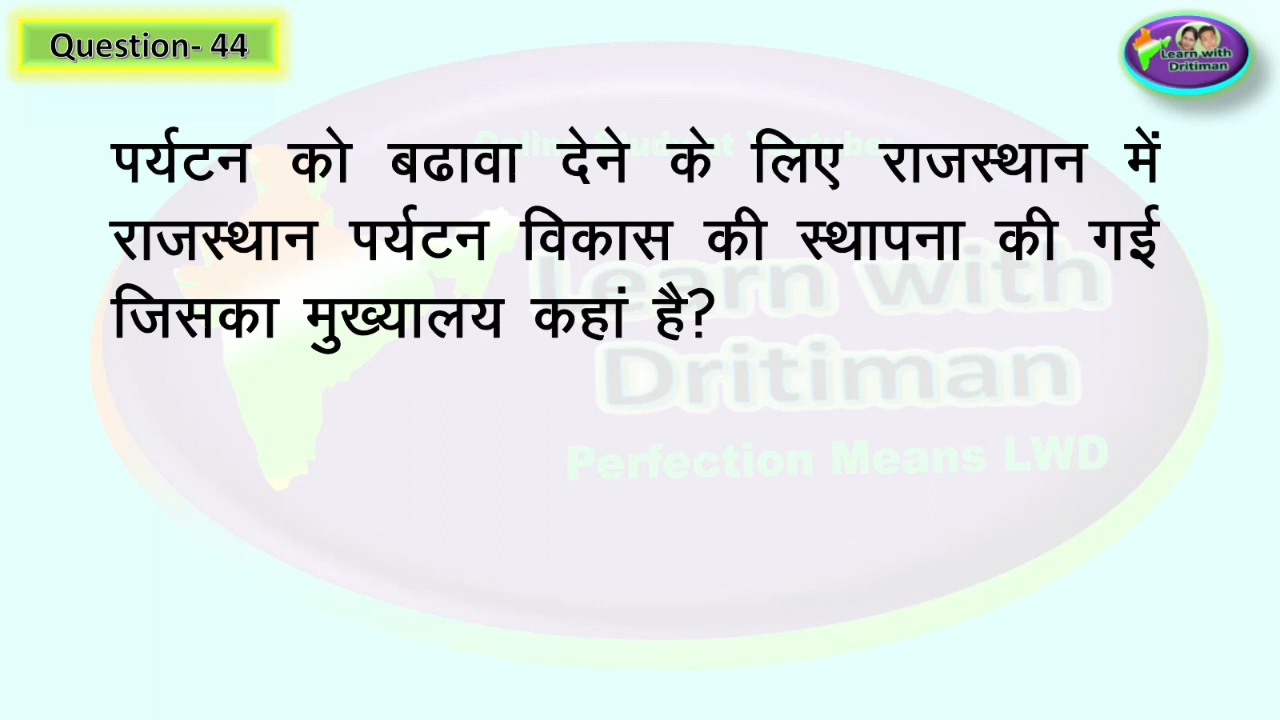 Question- 44
Learn with
Dritiman
पर्यटन को बढावा देने के लिए राजस्थान में
राजस्थान पर्यटन विकास की स्थापना की गई
जिसका मुख्यालय कहां है?
Learn with
Dritiman
Perfection Means LWD